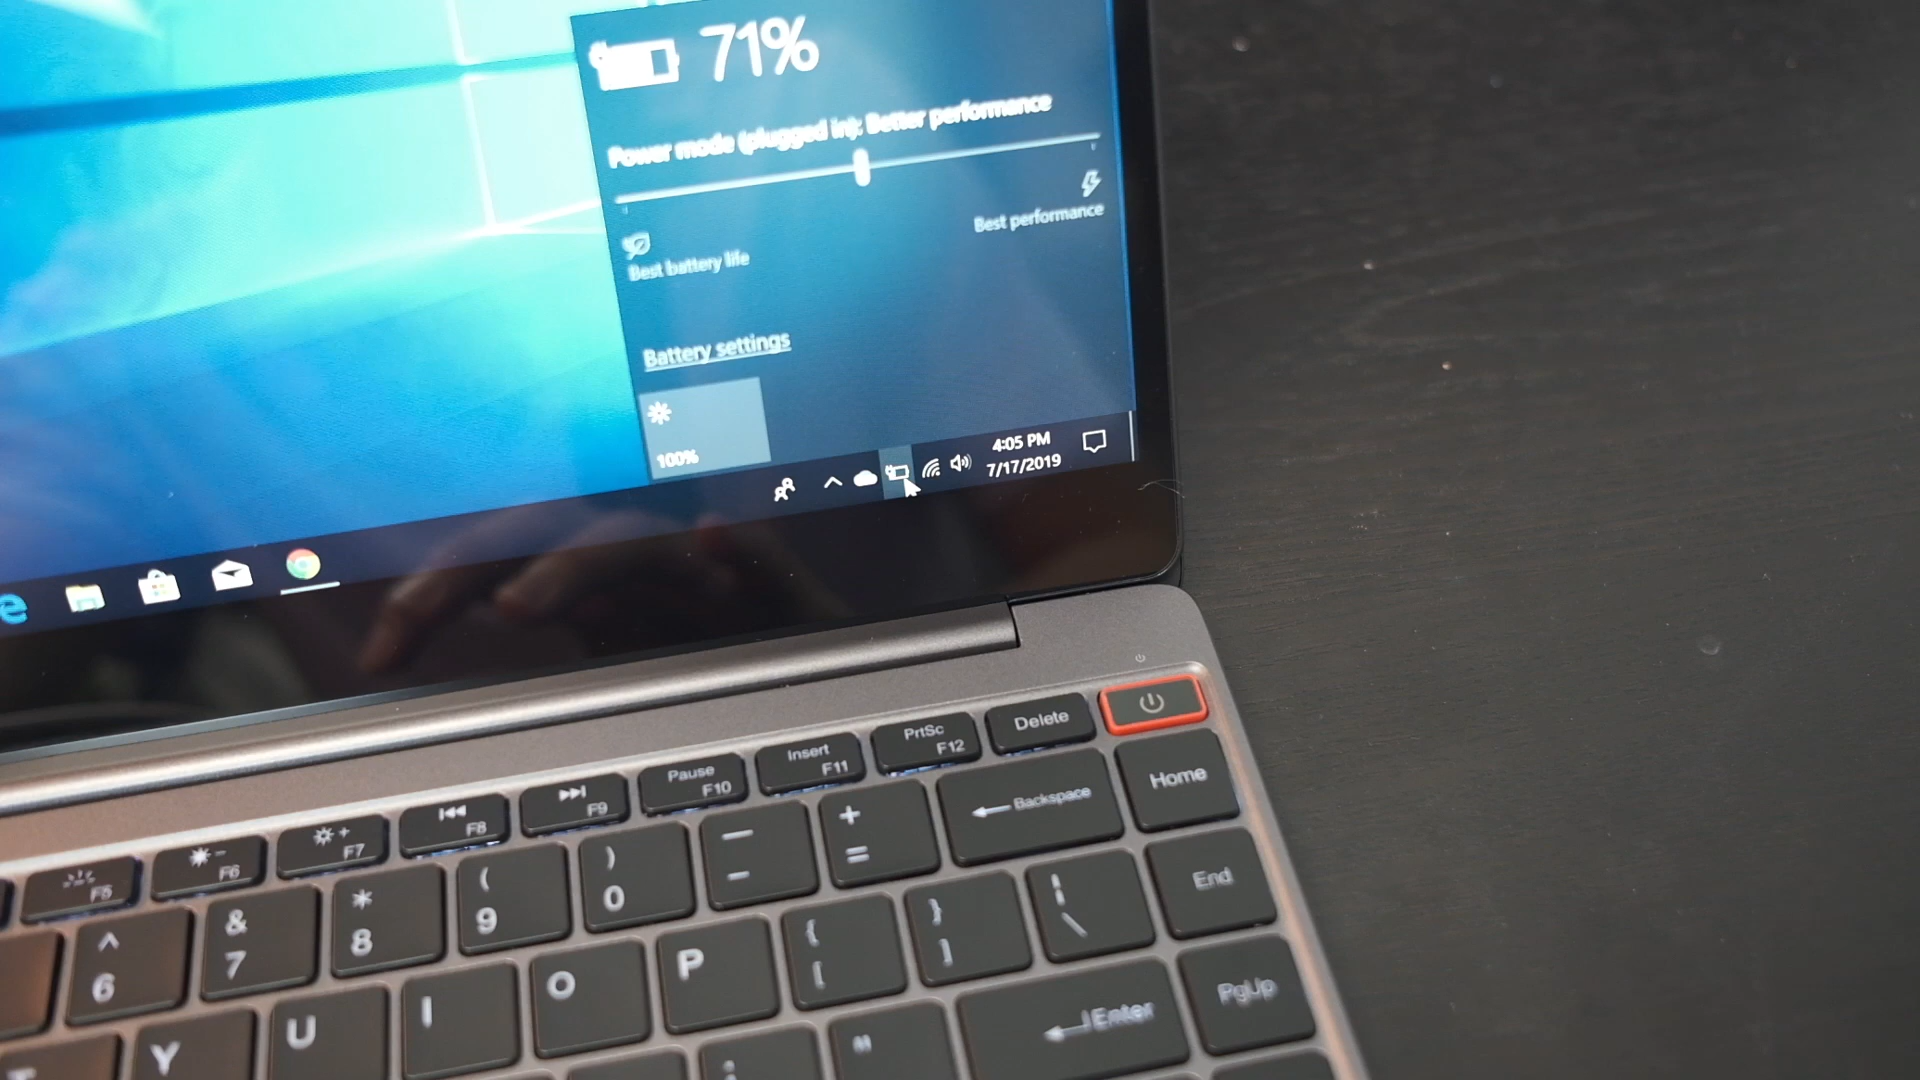 71%
Power mode (plugged in): Better performance
Best performance
Best battery life
Battery settings
100%
4:05 PM
7/17/2019
Delete
PrtSc
F12
Insert
F11
Pause
F10
F9
F8
F7
F6
F5
Home
Backspace
+
=
—
–
)
0
(
9
*
8
&
7
^
6
End
|
\
}
]
{
[
P
O
I
U
Y
T
PgUp
Enter
"
: